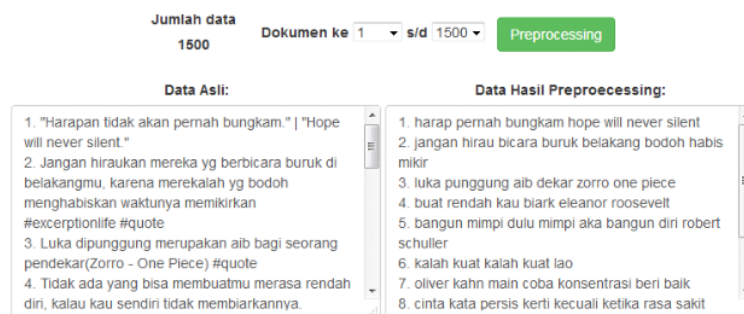 Jumlah data
1500
Dokumen ke 1 s/d 1500 Preprocessing
Data Asli:
1. "Harapan tidak akan pernah bungkam." | "Hope
will never silent."
2. Jangan hiraukan mereka yg berbicara buruk di
belakangmu, karena merekalah yg bodoh
menghabiskan waktunya memikirkan
#excerptionlife #quote
3. Luka dipunggung merupakan aib bagi seorang
pendekar(Zorro - One Piece) #quote
4. Tidak ada yang bisa membuatmu merasa rendah
diri, kalau kau sendiri tidak membiarkannya.
Data Hasil Preproecessing:
1. harap pernah bungkam hope will never silent
2. jangan hirau bicara buruk belakang bodoh habis
mikir
3. luka punggung aib dekar zorro one piece
4. buat rendah kau biark eleanor roosevelt
5. bangun mimpi dulu mimpi aka bangun diri robert
schuller
6. kalah kuat kalah kuat lao
7. oliver kahn main coba konsentrasi beri baik
8. cinta kata persis kerti kecuali ketika rasa sakit